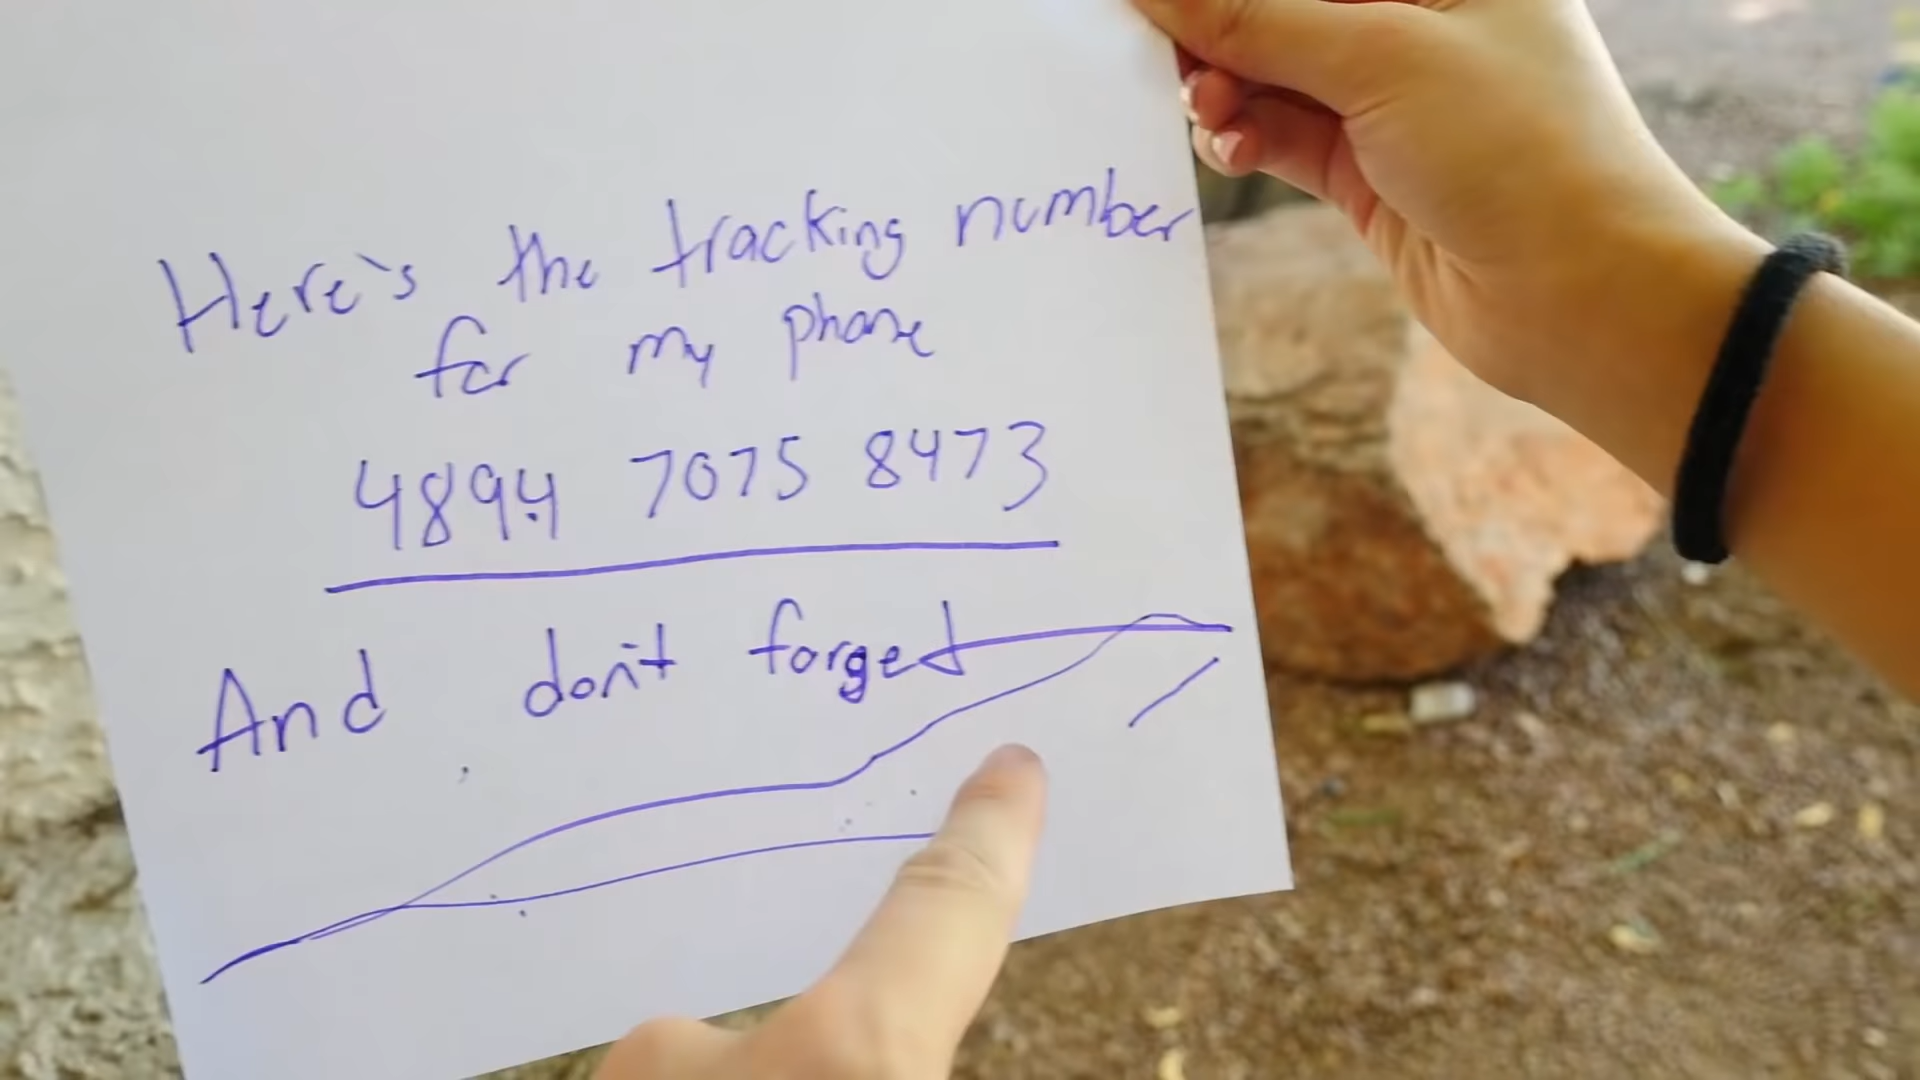 Here's the tracking number
for my phone
4894 7075 8473
And don't forget